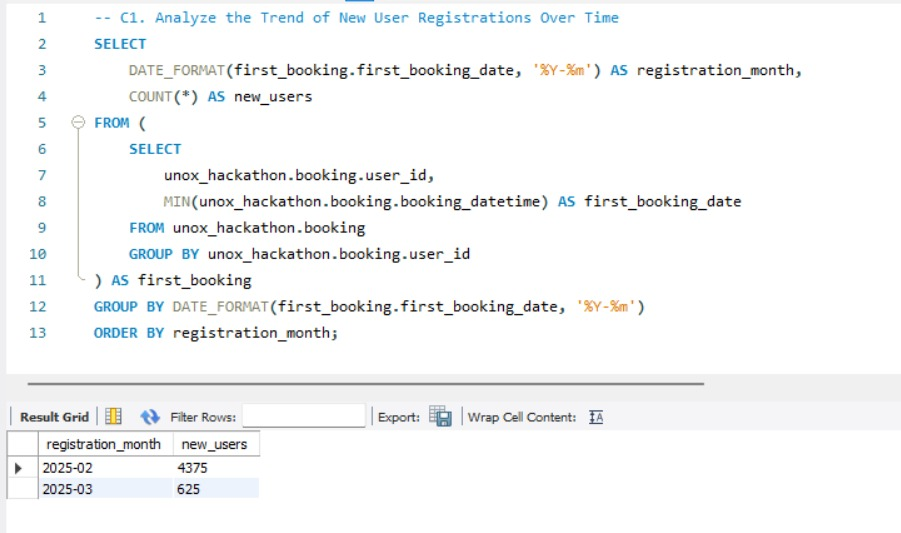 1 -- C1. Analyze the Trend of New User Registrations Over Time
2 SELECT
3 DATE_FORMAT(first_booking.first_booking_date, '%Y-%m') AS registration_month,
4 COUNT(*) AS new_users
5 FROM (
6 SELECT
7 unox_hackathon.booking.user_id,
8 MIN(unox_hackathon.booking.booking_datetime) AS first_booking_date
9 FROM unox_hackathon.booking
10 GROUP BY unox_hackathon.booking.user_id
11 ) AS first_booking
12 GROUP BY DATE_FORMAT(first_booking.first_booking_date, '%Y-%m')
13 ORDER BY registration_month;
Result Grid Filter Rows: Export: Wrap Cell Content: IA
registration_month new_users
2025-02 4375
2025-03 625